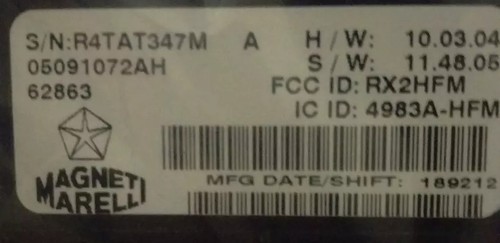 S/N:R4TAT347M A H/W: 10.03.04
05091072AH S/W: 11.48.05
62863 FCC ID: RX2HFM
IC ID: 4983A-HFM
MFG DATE/SHIFT: 189212
MAGNETI
MARELLI